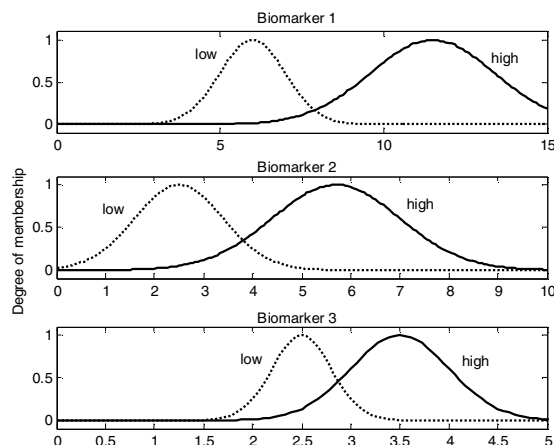 Biomarker 1
1
0.5
0
low
high
0 5 10 15
Biomarker 2
1
0.5
0
low
high
0 1 2 3 4 5 6 7 8 9 10
Degree of membership
Biomarker 3
1
0.5
0
low
high
0 0.5 1 1.5 2 2.5 3 3.5 4 4.5 5